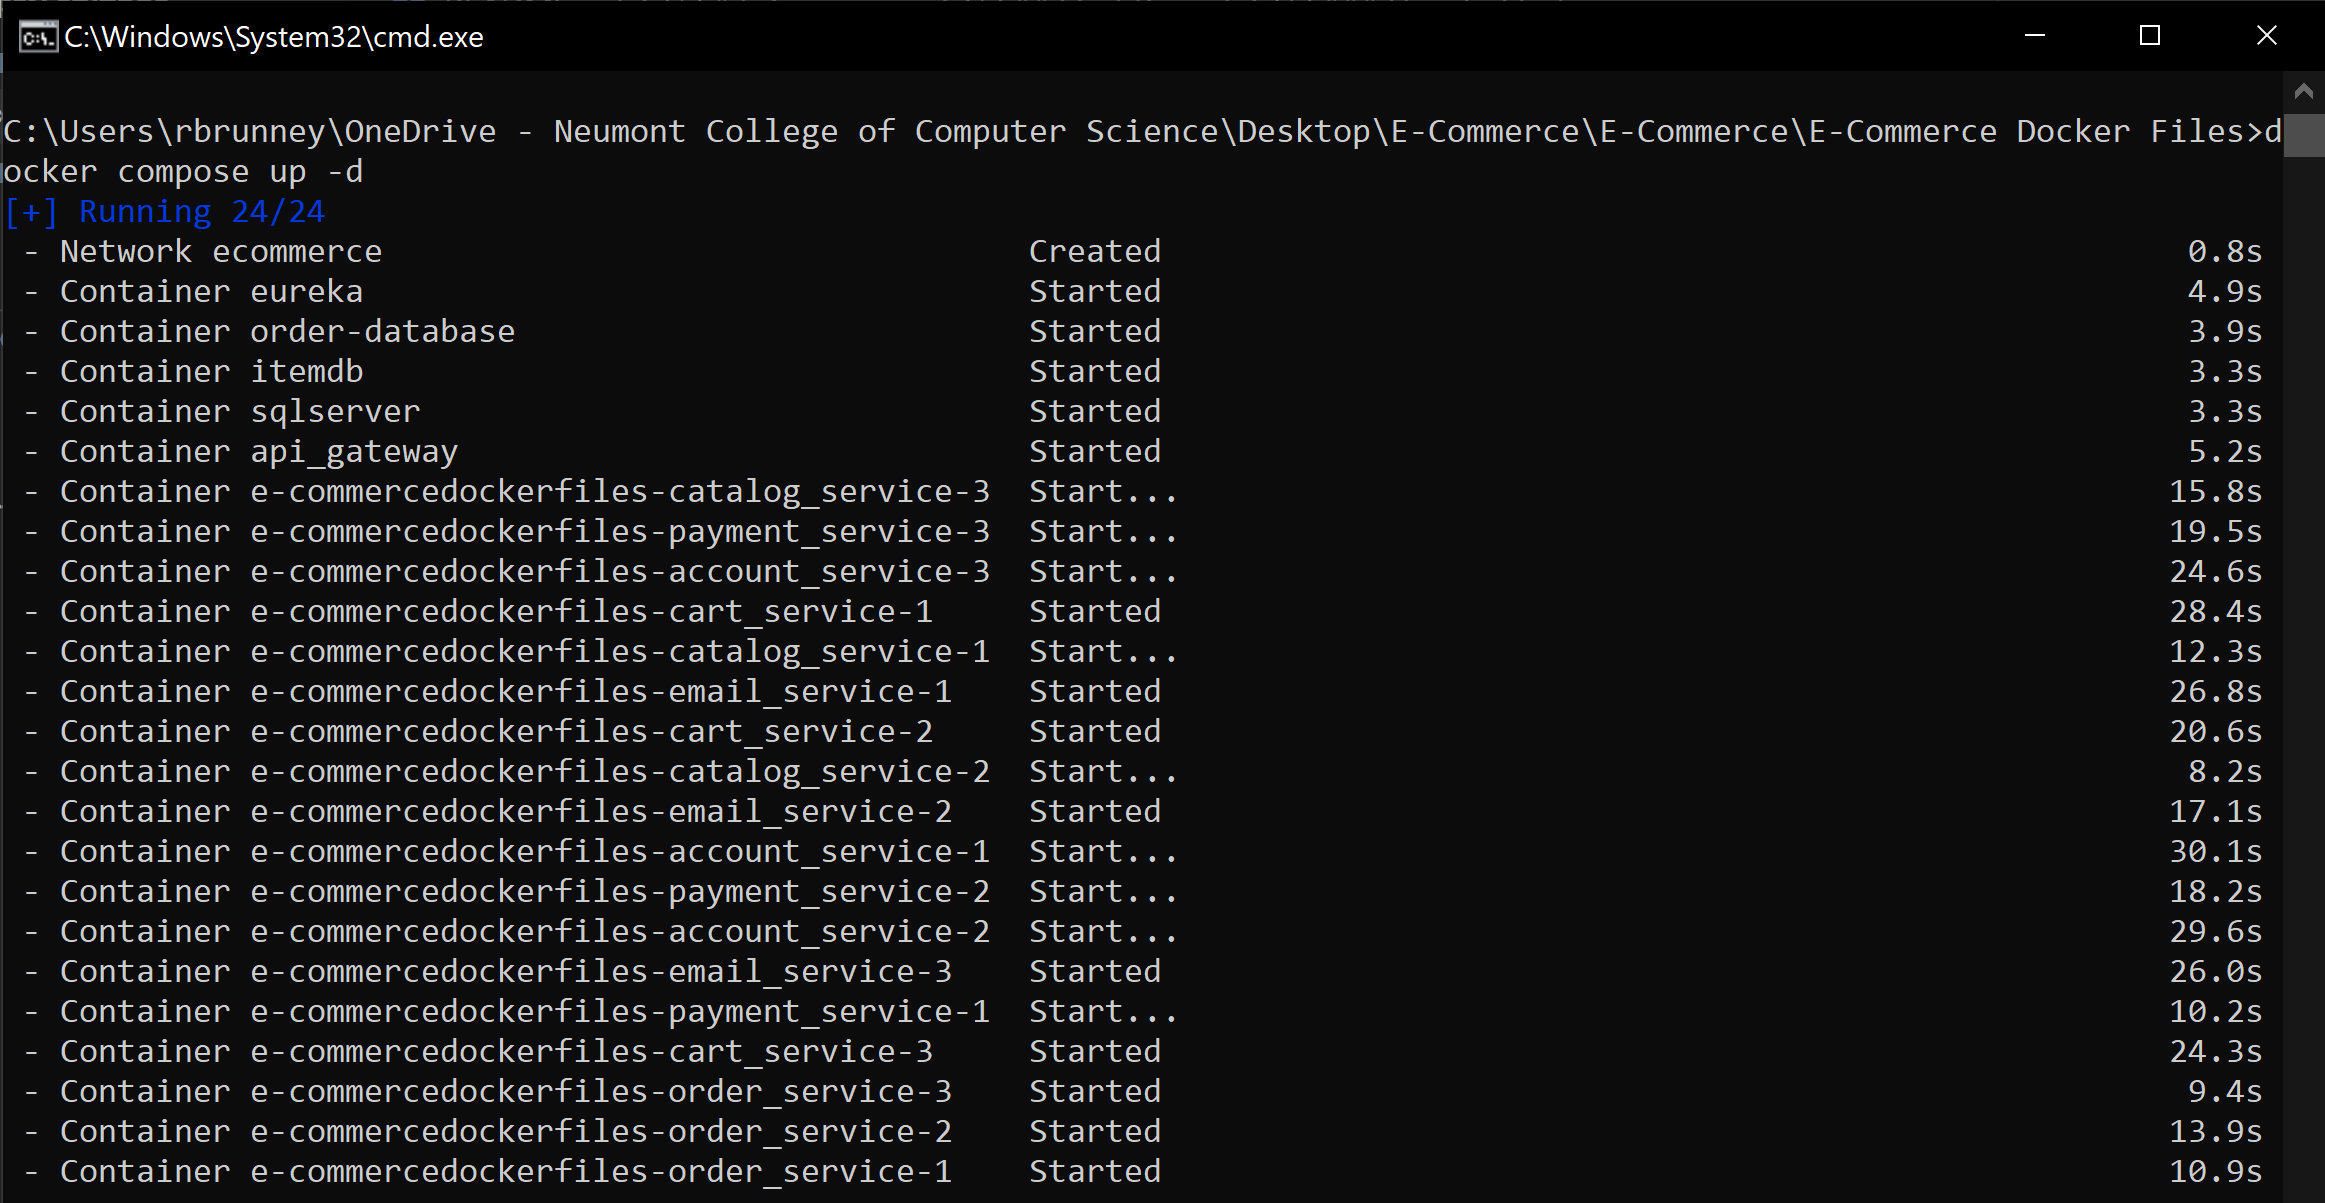 C:\Windows\System32\cmd.exe
C:\Users\rbrunney\OneDrive - Neumont College of Computer Science\Desktop\E-Commerce\E-Commerce\E-Commerce Docker Files>d
ocker compose up -d
[+] Running 24/24
- Network ecommerce Created 0.8s
- Container eureka Started 4.9s
- Container order-database Started 3.9s
- Container itemdb Started 3.3s
- Container sqlserver Started 3.3s
- Container api_gateway Started 5.2s
- Container e-commercedockerfiles-catalog_service-3 Start... 15.8s
- Container e-commercedockerfiles-payment_service-3 Start... 19.5s
- Container e-commercedockerfiles-account_service-3 Start... 24.6s
- Container e-commercedockerfiles-cart_service-1 Started 28.4s
- Container e-commercedockerfiles-catalog_service-1 Start... 12.3s
- Container e-commercedockerfiles-email_service-1 Started 26.8s
- Container e-commercedockerfiles-cart_service-2 Started 20.6s
- Container e-commercedockerfiles-catalog_service-2 Start... 8.2s
- Container e-commercedockerfiles-email_service-2 Started 17.1s
- Container e-commercedockerfiles-account_service-1 Start... 30.1s
- Container e-commercedockerfiles-payment_service-2 Start... 18.2s
- Container e-commercedockerfiles-account_service-2 Start... 29.6s
- Container e-commercedockerfiles-email_service-3 Started 26.0s
- Container e-commercedockerfiles-payment_service-1 Start... 10.2s
- Container e-commercedockerfiles-cart_service-3 Started 24.3s
- Container e-commercedockerfiles-order_service-3 Started 9.4s
- Container e-commercedockerfiles-order_service-2 Started 13.9s
- Container e-commercedockerfiles-order_service-1 Started 10.9s